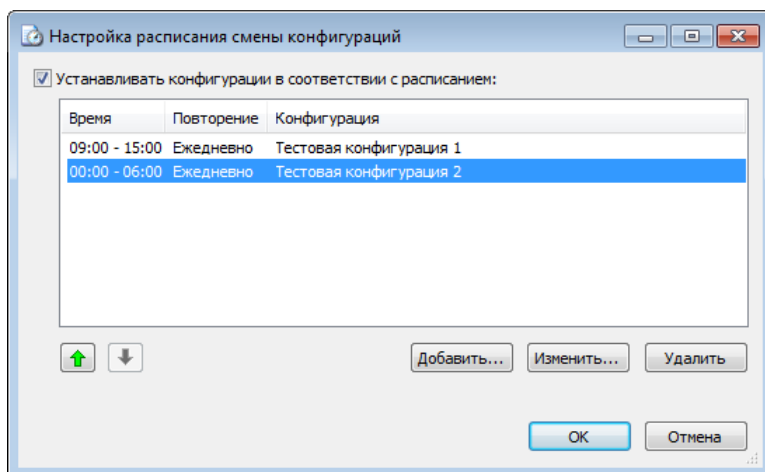 Настройка расписания смены конфигураций
Устанавливать конфигурации в соответствии с расписанием:
Время Повторение Конфигурация
09:00 - 15:00 Ежедневно Тестовая конфигурация 1
00:00 - 06:00 Ежедневно Тестовая конфигурация 2
Добавить... Изменить... Удалить
OK Отмена